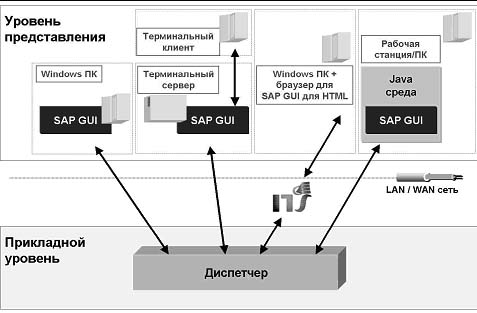 Уровень
представления
Терминальный
клиент
Рабочая
станция/ПК
Windows ПК
Терминальный
сервер
Windows ПК +
браузер для
SAP GUI для HTML
Java
среда
SAP GUI
SAP GUI
SAP GUI
LAN / WAN сеть
ITS
Прикладной
уровень
Диспетчер